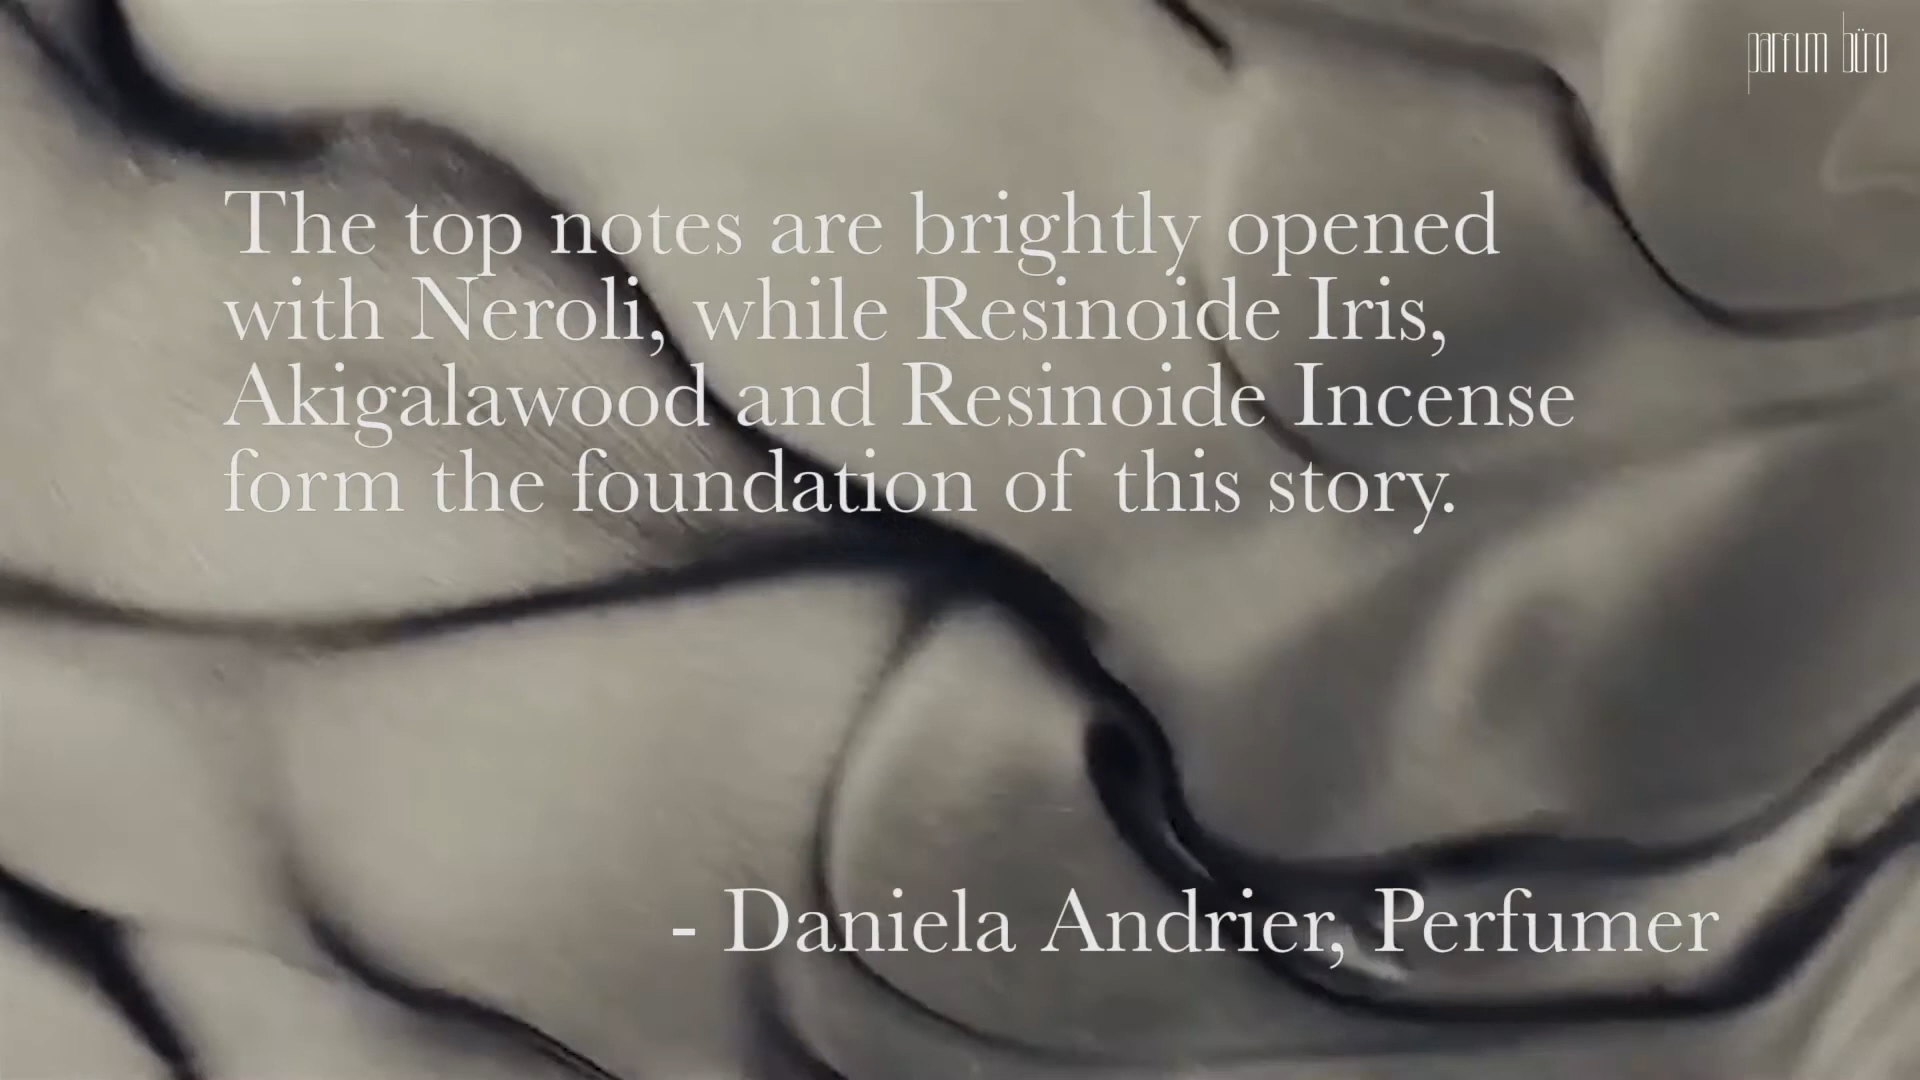 parfum büro
The top notes are brightly opened
with Neroli, while Resinoide Iris,
Akigalawood and Resinoide Incense
form the foundation of this story.
- Daniela Andrier, Perfumer